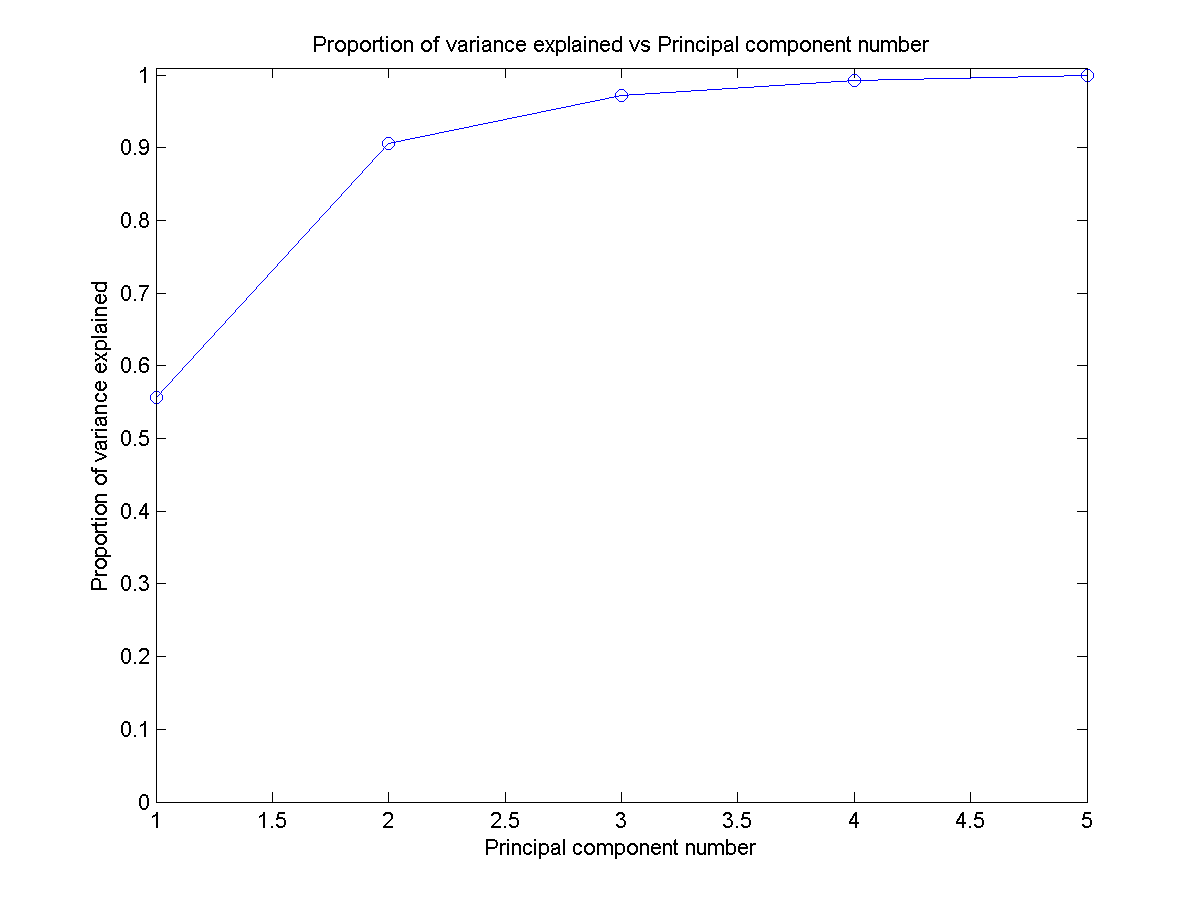 Proportion of variance explained vs Principal component number
1
0.9
0.8
0.7
0.6
0.5
0.4
0.3
0.2
0.1
0
Proportion of variance explained
1 1.5 2 2.5 3 3.5 4 4.5 5
Principal component number